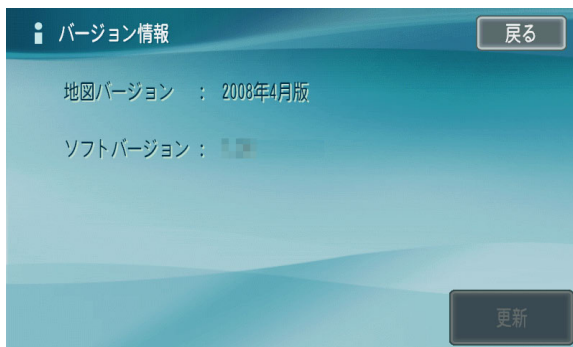 バージョン情報
戻る
地図バージョン : 2008年4月版
ソフトバージョン :
更新